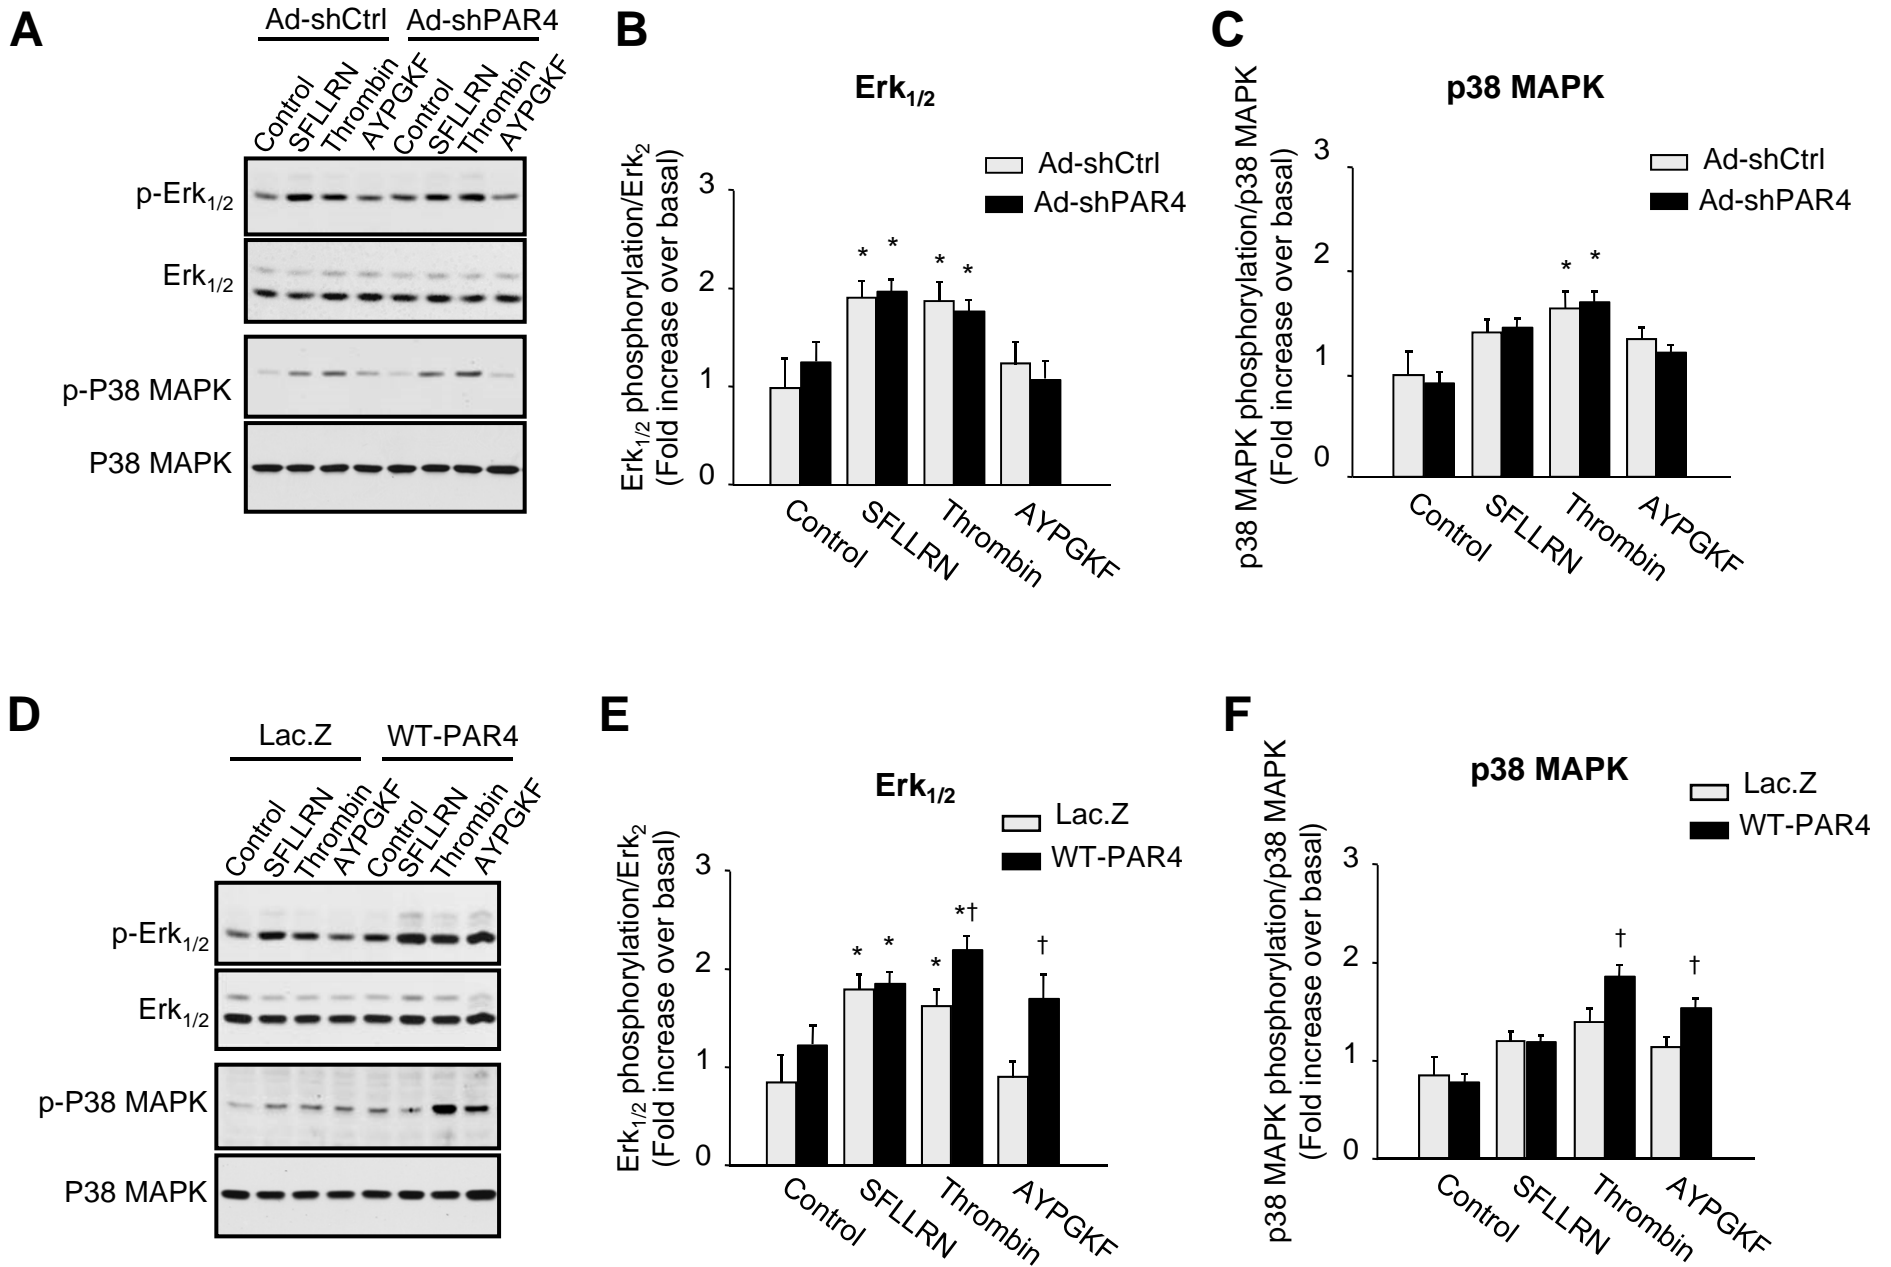 A
Ad-shCtrl Ad-shPAR4
Control SFLLRN Thrombin AYPGKF Control SFLLRN Thrombin AYPGKF
p-Erk1/2
Erk1/2
p-P38 MAPK
P38 MAPK
B
Erk1/2
Erk1/2 phosphorylation/Erk2
(Fold increase over basal)
Ad-shCtrl
Ad-shPAR4
3
2
1
0
* * * *
Control SFLLRN Thrombin AYPGKF
C
p38 MAPK
p38 MAPK phosphorylation/p38 MAPK
(Fold increase over basal)
Ad-shCtrl
Ad-shPAR4
3
2
1
0
* *
Control SFLLRN Thrombin AYPGKF
D
Lac.Z WT-PAR4
Control SFLLRN Thrombin AYPGKF Control SFLLRN Thrombin AYPGKF
p-Erk1/2
Erk1/2
p-P38 MAPK
P38 MAPK
E
Erk1/2
Erk1/2 phosphorylation/Erk2
(Fold increase over basal)
Lac.Z
WT-PAR4
3
2
1
0
* * * *† †
Control SFLLRN Thrombin AYPGKF
F
p38 MAPK
p38 MAPK phosphorylation/p38 MAPK
(Fold increase over basal)
Lac.Z
WT-PAR4
3
2
1
0
† †
Control SFLLRN Thrombin AYPGKF